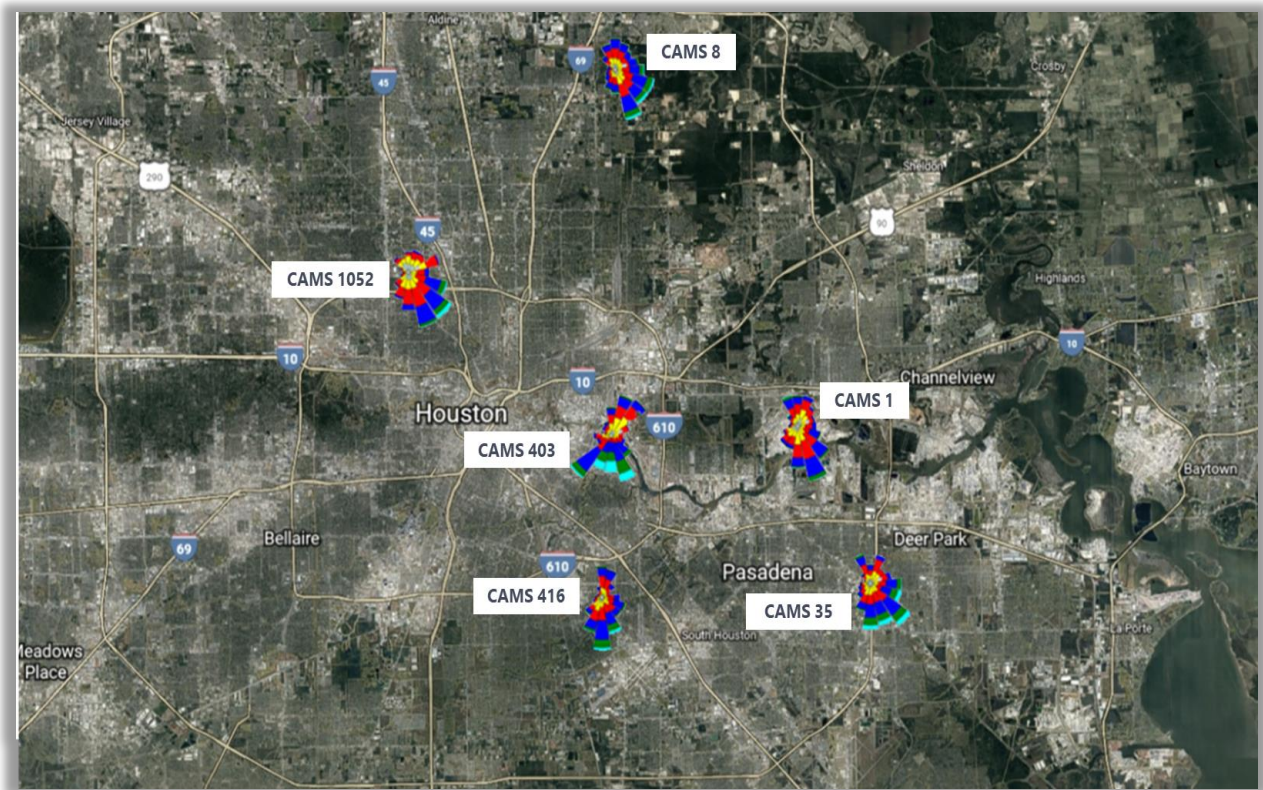 Aldine
CAMS 8
69
45
Crosby
Jersey Village
290
Sheldon
90
45
CAMS 1052
Highlands
10
10
10
Channelview
CAMS 1
Houston
610
CAMS 403
Baytown
69
Bellaire
Deer Park
610
Pasadena
CAMS 416
CAMS 35
La Porte
South Houston
Meadows
Place